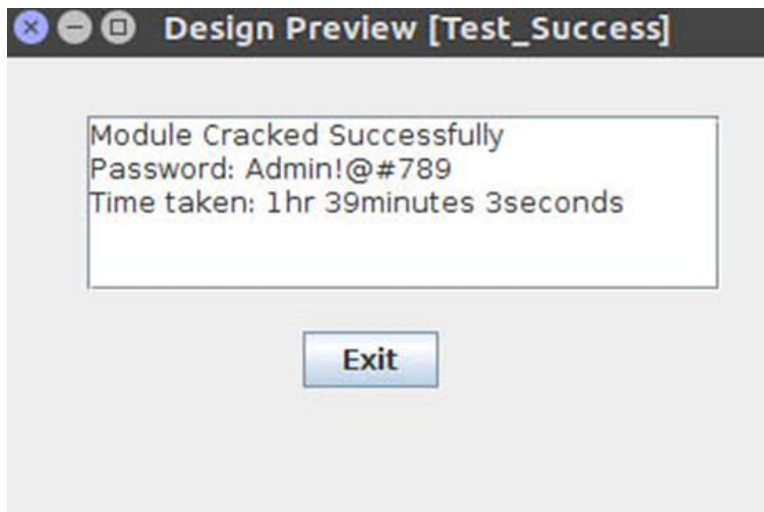 Design Preview [Test_Success]
Module Cracked Successfully
Password: Admin!@#789
Time taken: 1hr 39minutes 3seconds
Exit